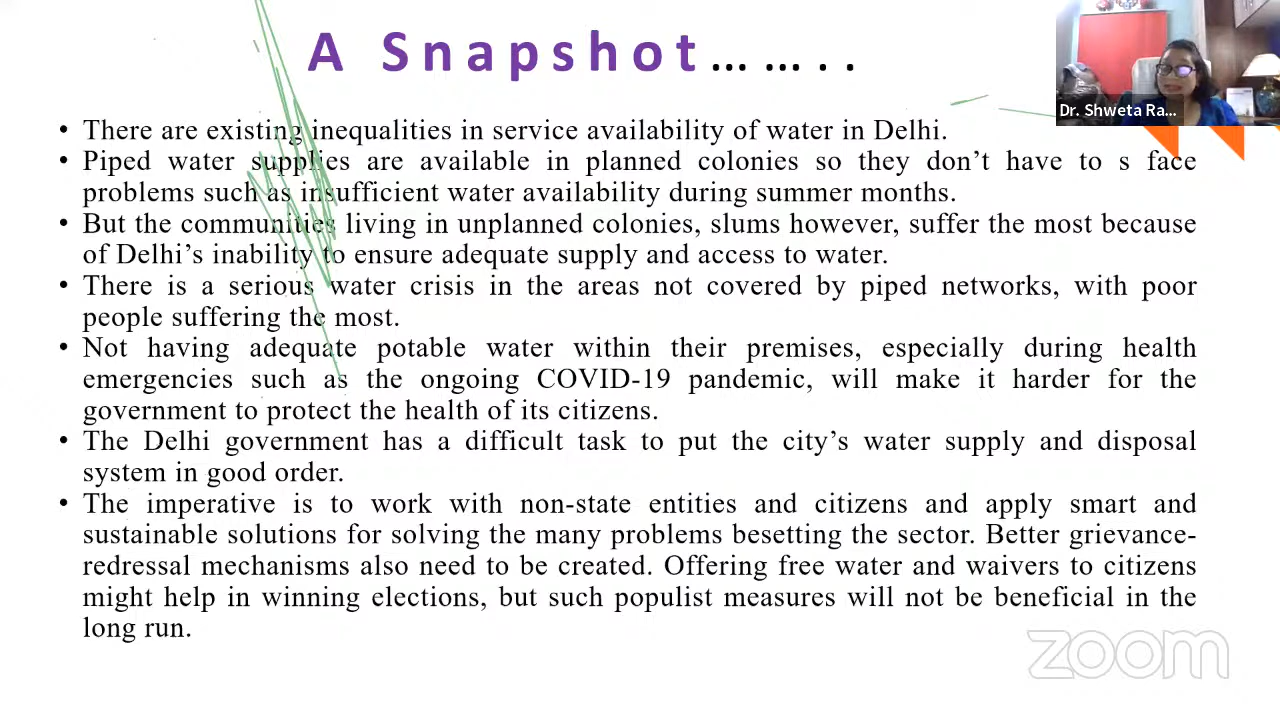 A Snapshot........
Dr. Shweta Ra...
• There are existing inequalities in service availability of water in Delhi.
• Piped water supplies are available in planned colonies so they don’t have to s face
problems such as insufficient water availability during summer months.
• But the communities living in unplanned colonies, slums however, suffer the most because
of Delhi’s inability to ensure adequate supply and access to water.
• There is a serious water crisis in the areas not covered by piped networks, with poor
people suffering the most.
• Not having adequate potable water within their premises, especially during health
emergencies such as the ongoing COVID-19 pandemic, will make it harder for the
government to protect the health of its citizens.
• The Delhi government has a difficult task to put the city’s water supply and disposal
system in good order.
• The imperative is to work with non-state entities and citizens and apply smart and
sustainable solutions for solving the many problems besetting the sector. Better grievance-
redressal mechanisms also need to be created. Offering free water and waivers to citizens
might help in winning elections, but such populist measures will not be beneficial in the
long run.
zoom